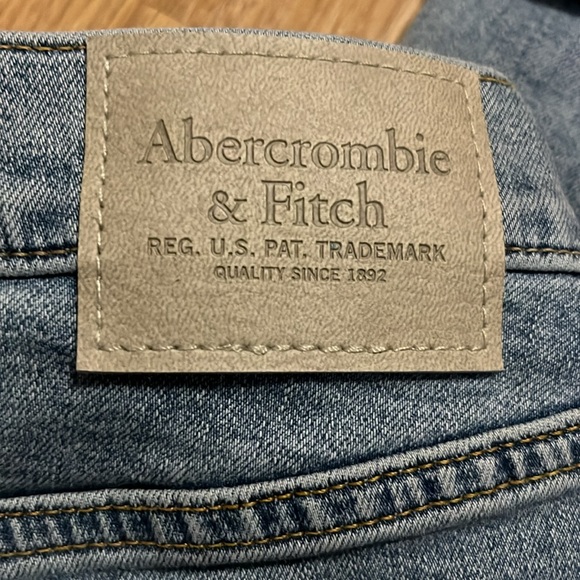 Abercrombie
& Fitch
REG. U.S. PAT. TRADEMARK
QUALITY SINCE 1892